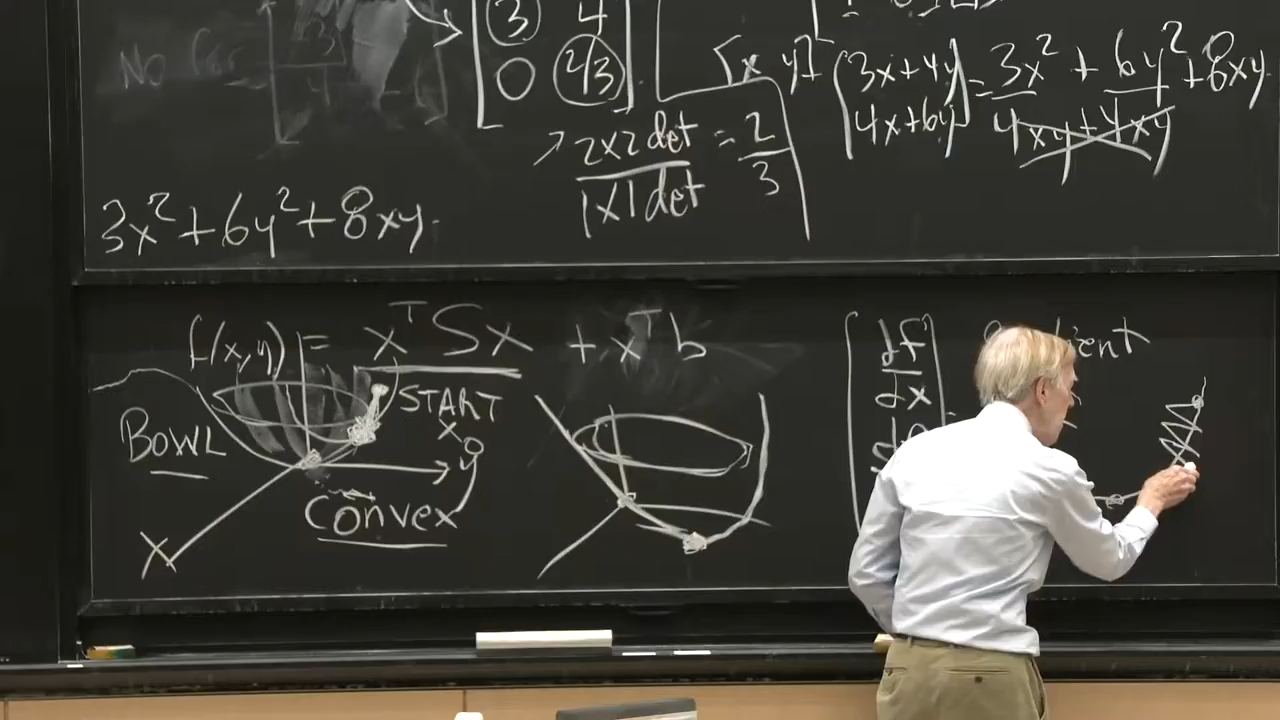 No
3 4
0 2/3
2x2 det = 2
1x1 det 3
[x y] [3x+4y] = 3x² + 6y² + 8xy
[4x+6y] 4xy+4xy
3x² + 6y² + 8xy
f(x,y) = xᵀSx + xᵀb
BOWL
START
x
y
Convex
x
df
dx